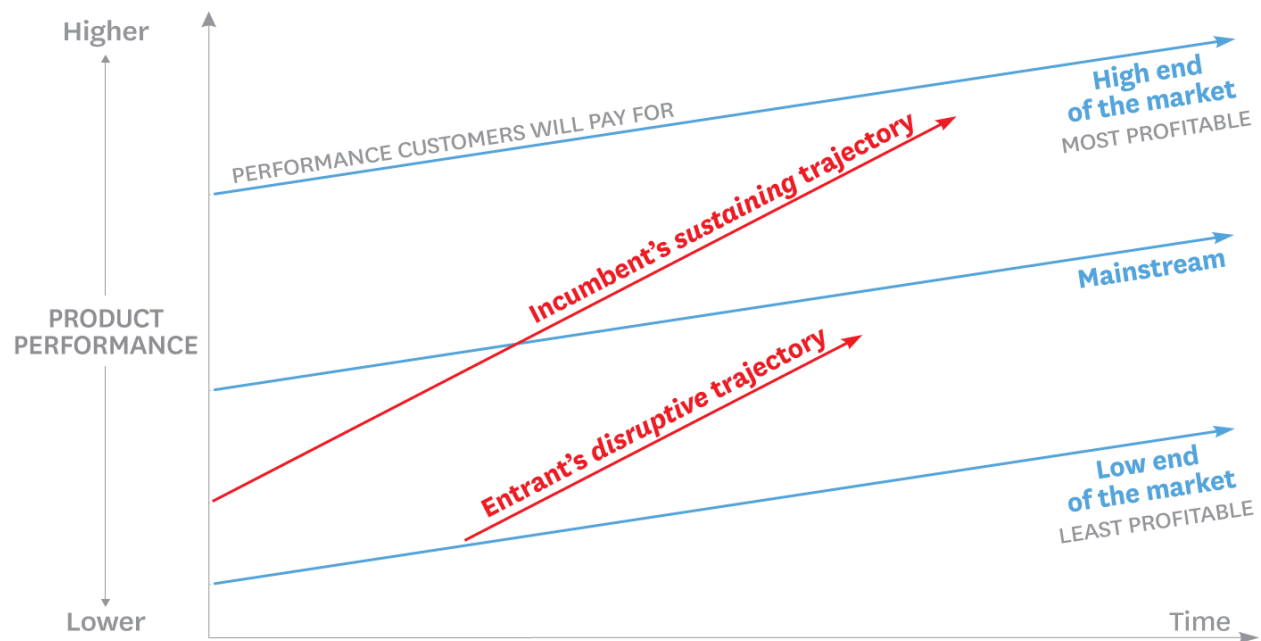 Higher
PERFORMANCE CUSTOMERS WILL PAY FOR
High end
of the market
MOST PROFITABLE
Incumbent’s sustaining trajectory
Mainstream
PRODUCT
PERFORMANCE
Entrant’s disruptive trajectory
Low end
of the market
LEAST PROFITABLE
Lower
Time